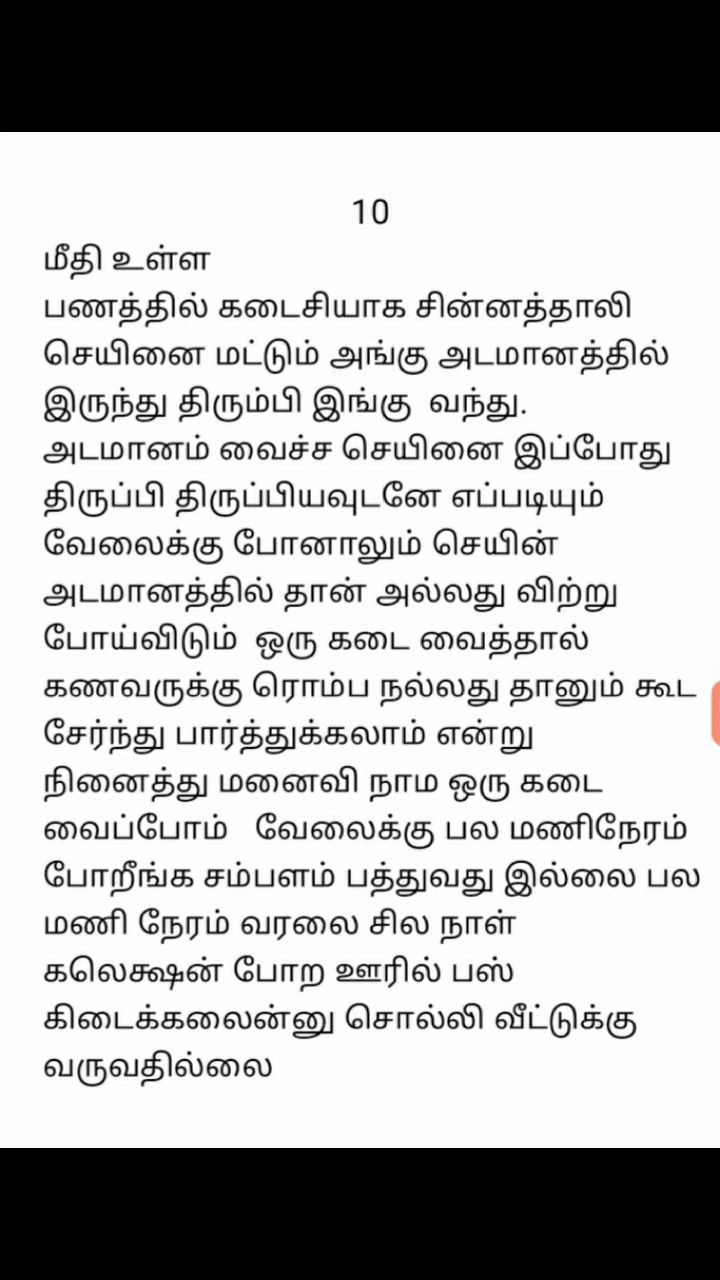 10
மீதி உள்ள
பணத்தில் கடைசியாக சின்னத்தாலி
செயினை மட்டும் அங்கு அடமானத்தில்
இருந்து திரும்பி இங்கு வந்து.
அடமானம் வைச்ச செயினை இப்போது
திருப்பி திருப்பியவுடனே எப்படியும்
வேலைக்கு போனாலும் செயின்
அடமானத்தில் தான் அல்லது விற்று
போய்விடும் ஒரு கடை வைத்தால்
கணவருக்கு ரொம்ப நல்லது தானும் கூட
சேர்ந்து பார்த்துக்கலாம் என்று
நினைத்து மனைவி நாம ஒரு கடை
வைப்போம் வேலைக்கு பல மணிநேரம்
போறீங்க சம்பளம் பத்துவது இல்லை பல
மணி நேரம் வரலை சில நாள்
கலெக்ஷன் போற ஊரில் பஸ்
கிடைக்கலைன்னு சொல்லி வீட்டுக்கு
வருவதில்லை